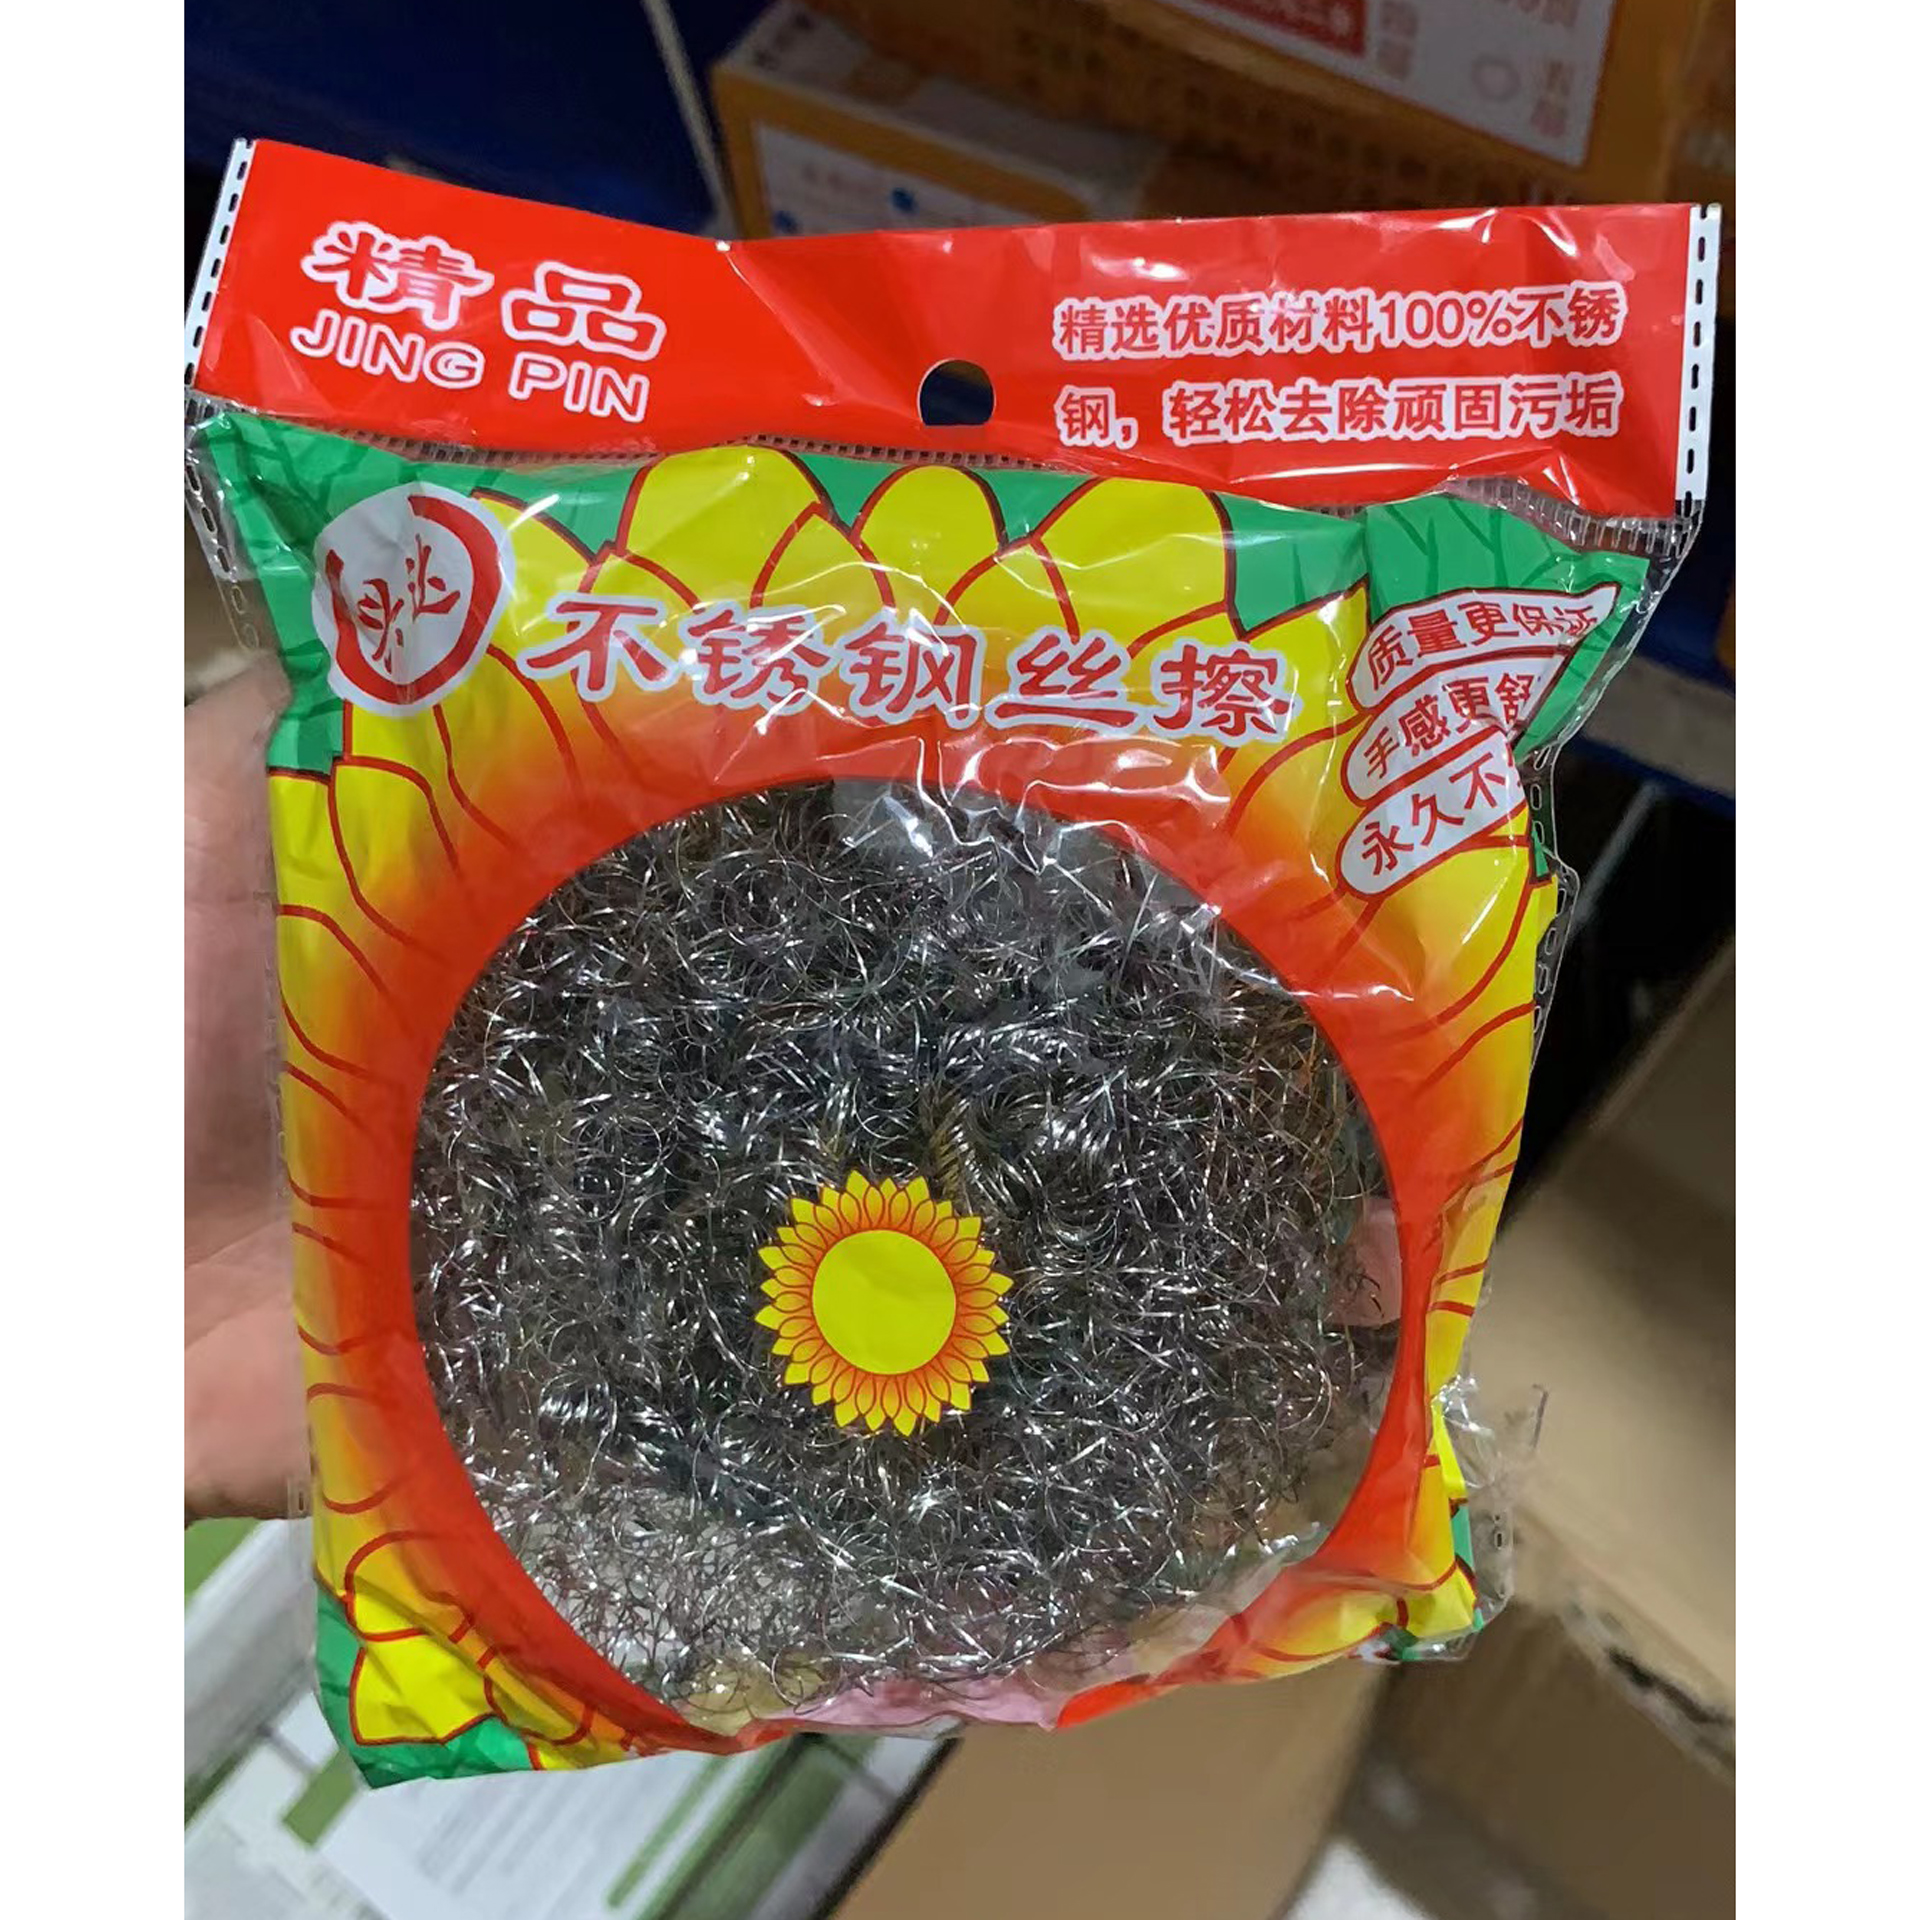 精品
JING PIN
精选优质材料100%不锈
钢，轻松去除顽固污垢
不锈钢丝擦
质量更保证
手感更舒
永久不